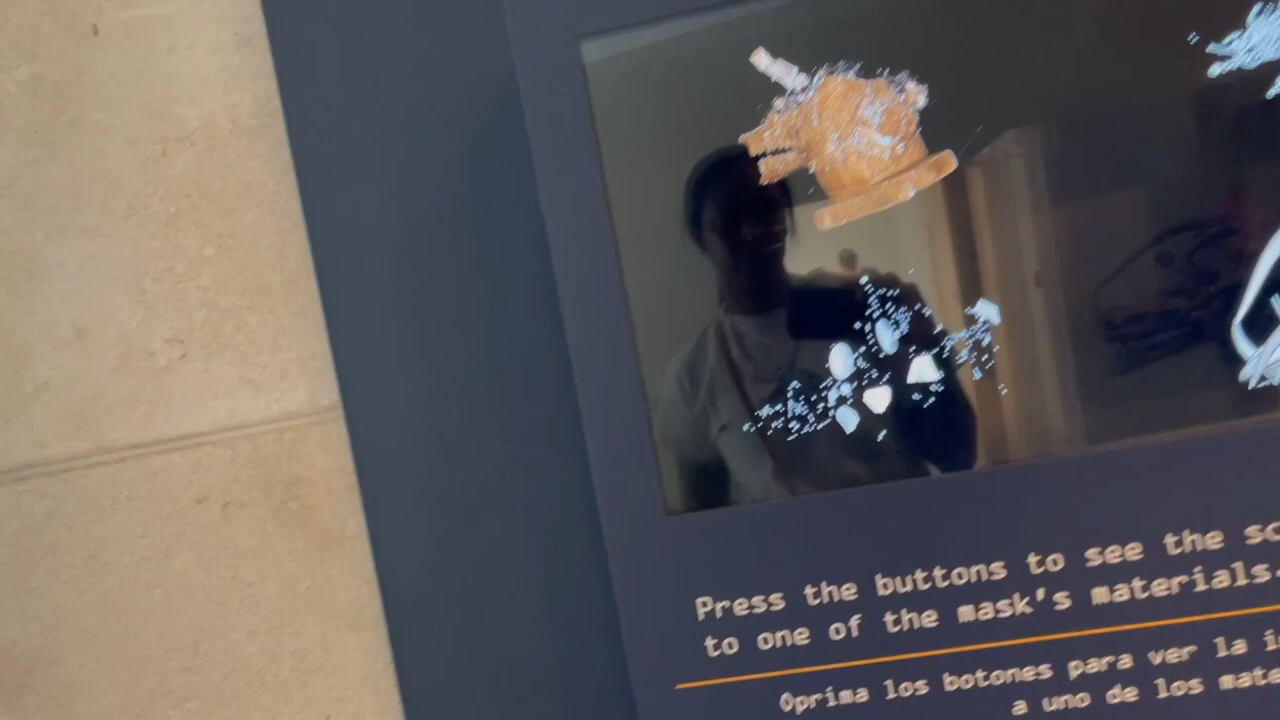 Press the buttons to see the
to one of the mask's materials.
Oprima los botones para ver la
a uno de los